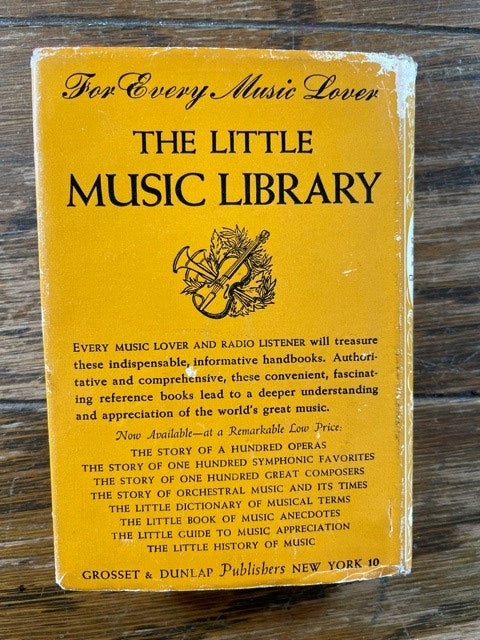 For Every Music Lover
THE LITTLE
MUSIC LIBRARY
EVERY MUSIC LOVER AND RADIO LISTENER will treasure
these indispensable, informative handbooks. Authori-
tative and comprehensive, these convenient, fascinat-
ing reference books lead to a deeper understanding
and appreciation of the world's great music.
Now Available—at a Remarkable Low Price:
THE STORY OF A HUNDRED OPERAS
THE STORY OF ONE HUNDRED SYMPHONIC FAVORITES
THE STORY OF ONE HUNDRED GREAT COMPOSERS
THE STORY OF ORCHESTRAL MUSIC AND ITS TIMES
THE LITTLE DICTIONARY OF MUSICAL TERMS
THE LITTLE BOOK OF MUSIC ANECDOTES
THE LITTLE GUIDE TO MUSIC APPRECIATION
THE LITTLE HISTORY OF MUSIC
GROSSET & DUNLAP Publishers NEW YORK 10